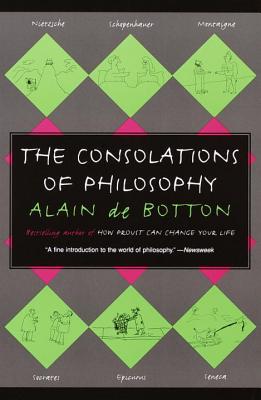 Nietzsche Schopenhauer Montaigne
THE CONSOLATIONS
OF PHILOSOPHY
ALAIN de BOTTON
Bestselling author of HOW PROUST CAN CHANGE YOUR LIFE
"A fine introduction to the world of philosophy." —Newsweek
Socrates Epicurus Seneca